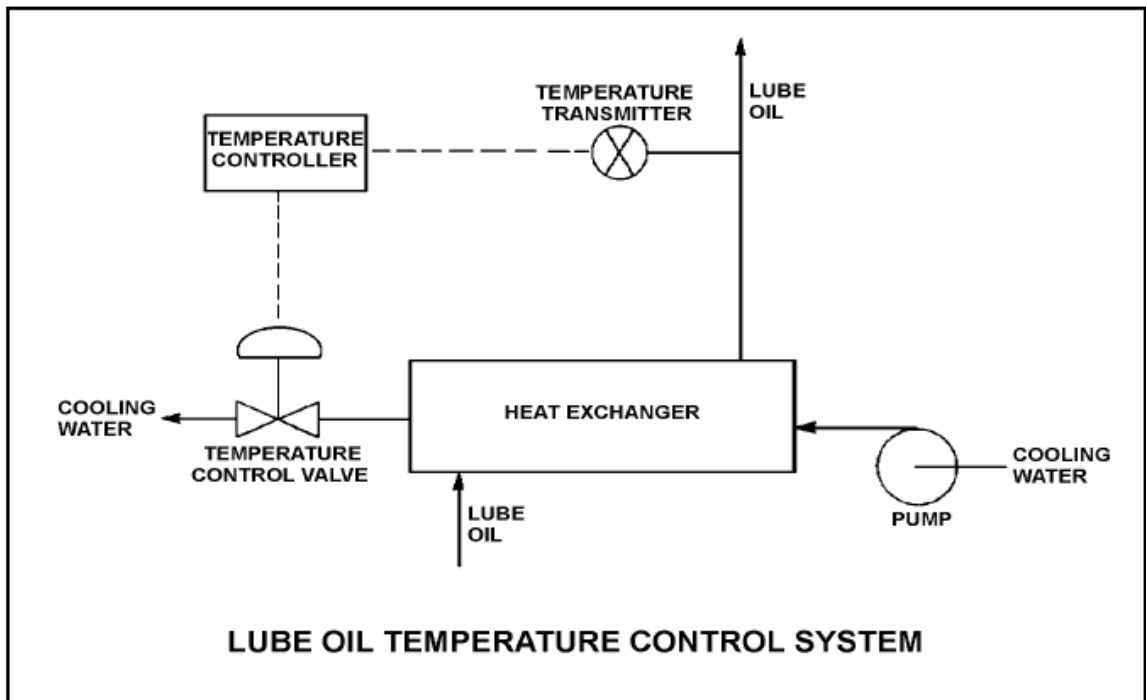 TEMPERATURE
TRANSMITTER
LUBE
OIL
TEMPERATURE
CONTROLLER
COOLING
WATER
TEMPERATURE
CONTROL VALVE
HEAT EXCHANGER
COOLING
WATER
PUMP
LUBE
OIL
LUBE OIL TEMPERATURE CONTROL SYSTEM